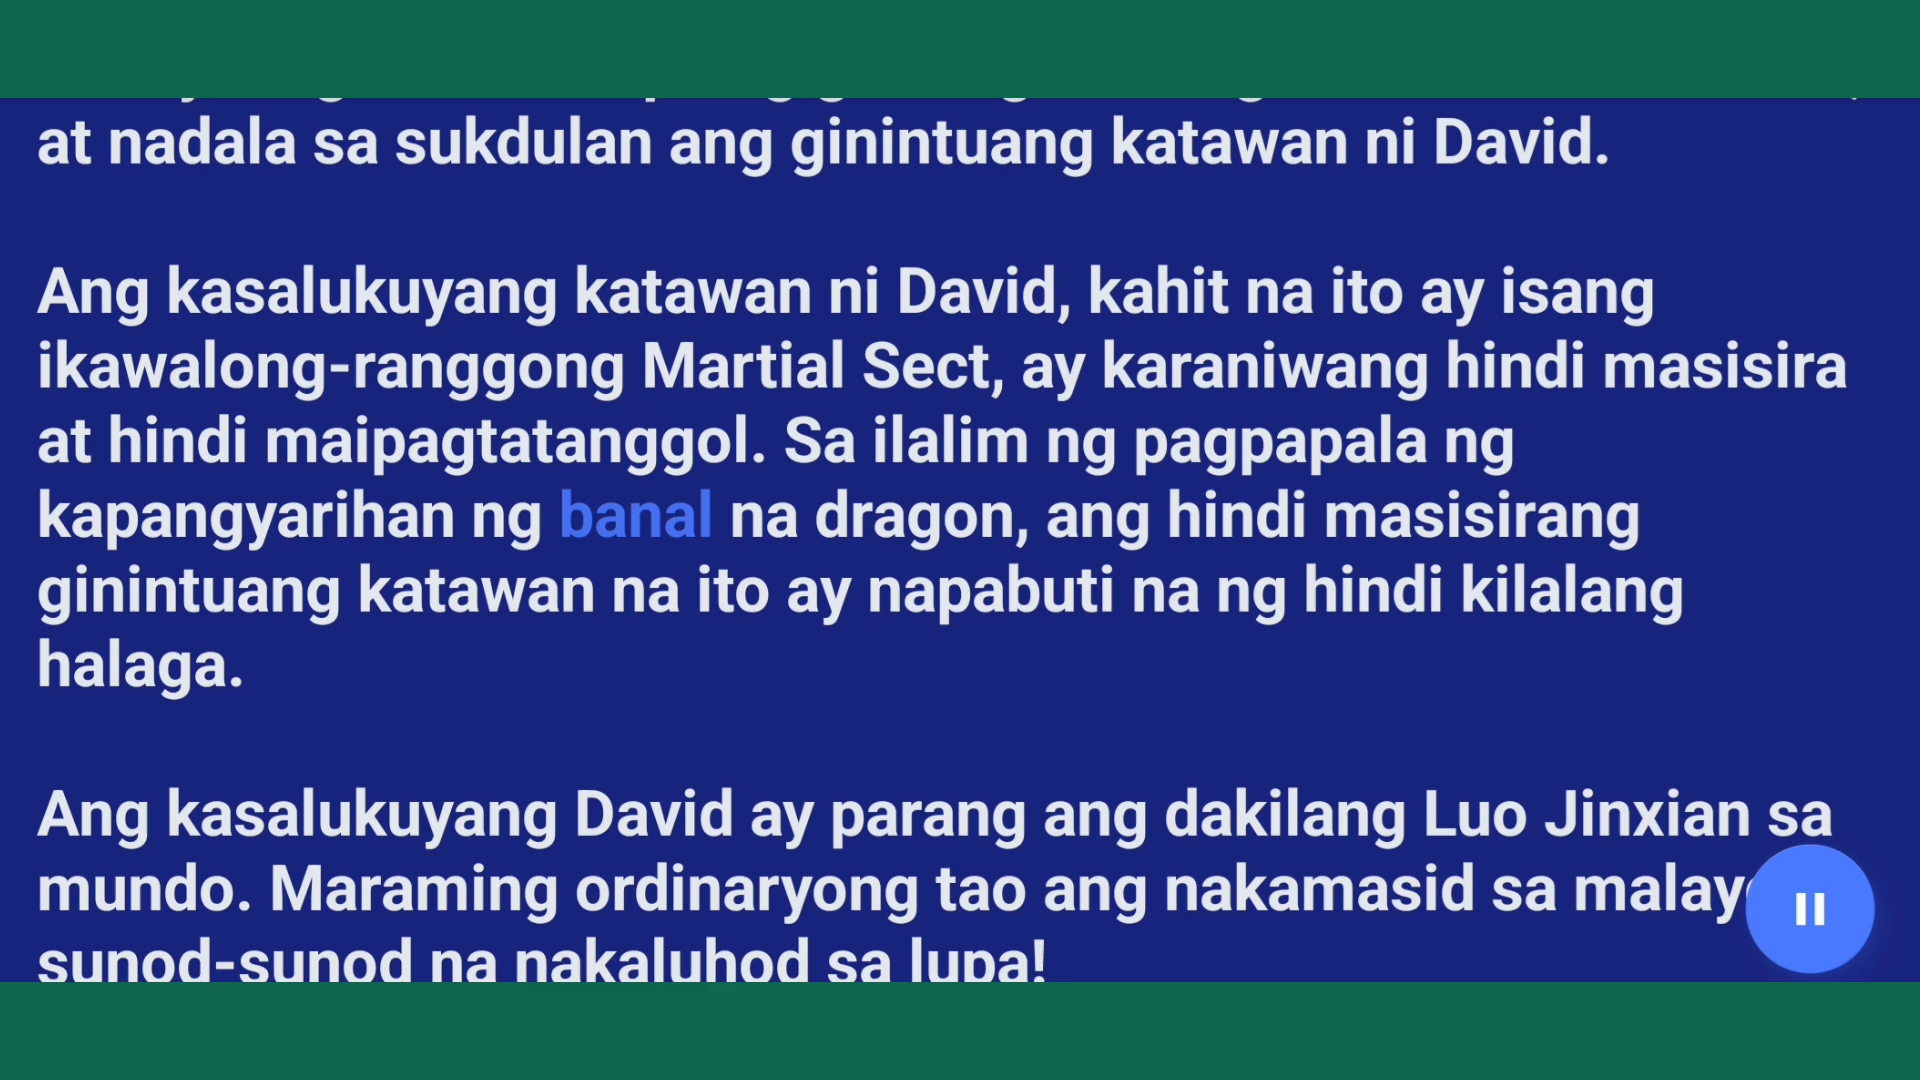 at nadala sa sukdulan ang ginintuang katawan ni David.
Ang kasalukuyang katawan ni David, kahit na ito ay isang
ikawalong-ranggong Martial Sect, ay karaniwang hindi masisira
at hindi maipagtatanggol. Sa ilalim ng pagpapala ng
kapangyarihan ng banal na dragon, ang hindi masisirang
ginintuang katawan na ito ay napabuti na ng hindi kilalang
halaga.
Ang kasalukuyang David ay parang ang dakilang Luo Jinxian sa
mundo. Maraming ordinaryong tao ang nakamasid sa
sunod-sunod na nakaluhod sa lupa!